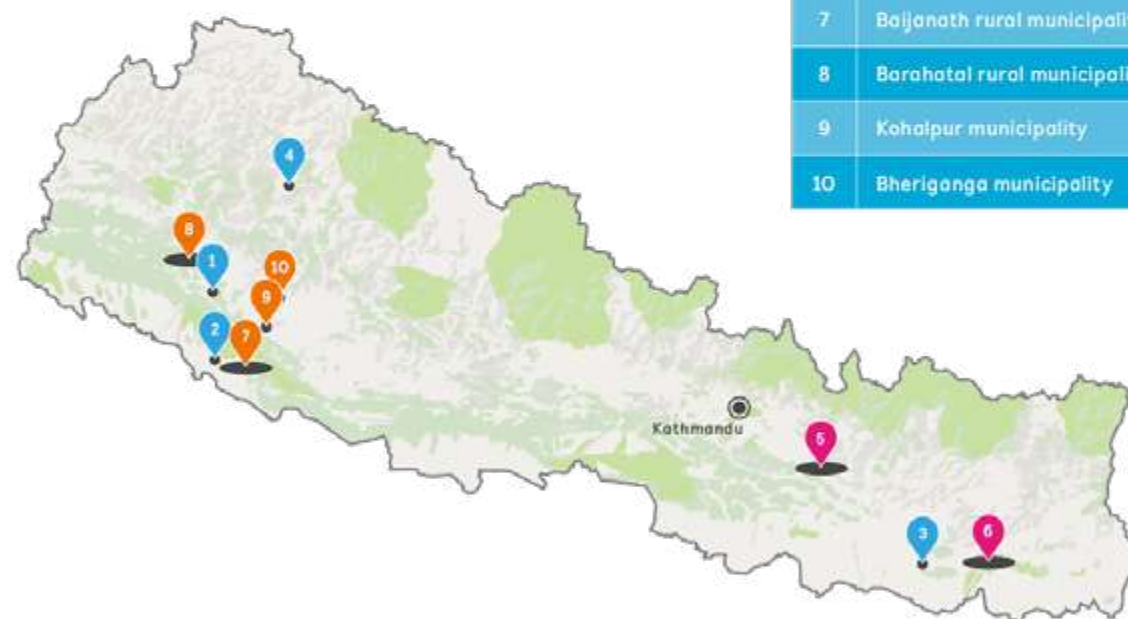 7 Baijanath rural municipali
8 Barahatal rural municipali
9 Kohalpur municipality
10 Bheriganga municipality
4
8
1
10
9
2
7
Kathmandu
5
3
6